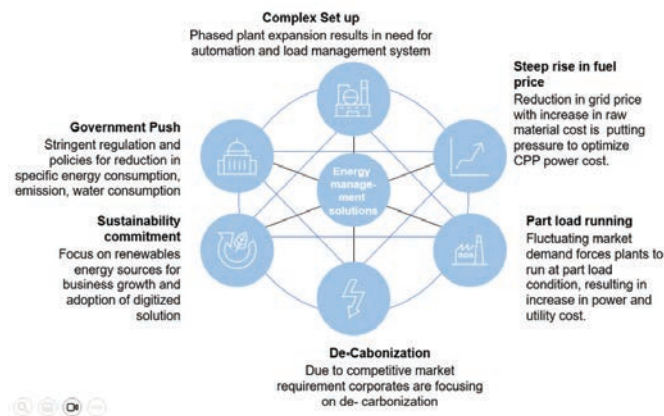 Complex Set up
Phased plant expansion results in need for
automation and load management system
Steep rise in fuel
price
Reduction in grid price
with increase in raw
material cost is putting
pressure to optimize
CPP power cost.
Government Push
Stringent regulation and
policies for reduction in
specific energy consumption,
emission, water consumption
Energy
manage-
ment
solutions
Sustainability
commitment
Focus on renewables
energy sources for
business growth and
adoption of digitized
solution
Part load running
Fluctuating market
demand forces plants to
run at part load
condition, resulting in
increase in power and
utility cost.
De-Cabonization
Due to competitive market
requirement corporates are focusing
on de- carbonization